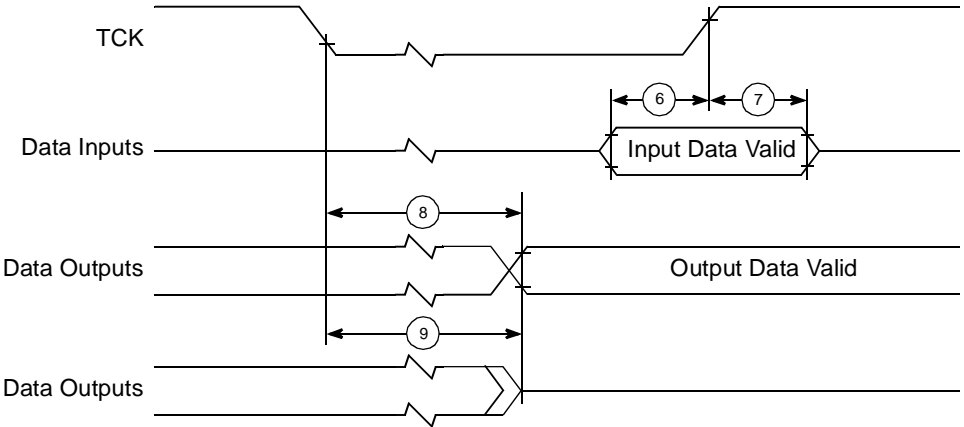 TCK
6
7
Data Inputs
Input Data Valid
8
Data Outputs
Output Data Valid
9
Data Outputs